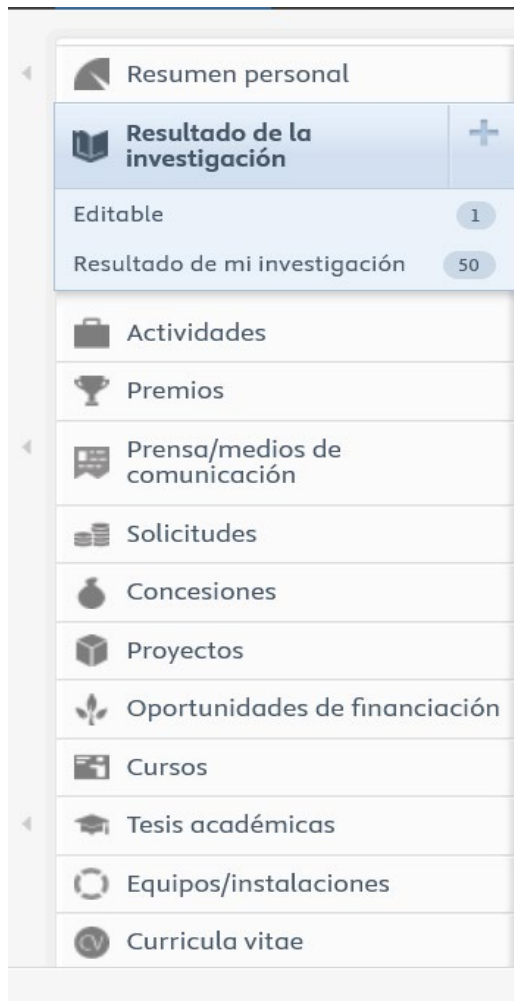 Resumen personal
Resultado de la
investigación
Editable 1
Resultado de mi investigación 50
Actividades
Premios
Prensa/medios de
comunicación
Solicitudes
Concesiones
Proyectos
Oportunidades de financiación
Cursos
Tesis académicas
Equipos/instalaciones
CV Curricula vitae